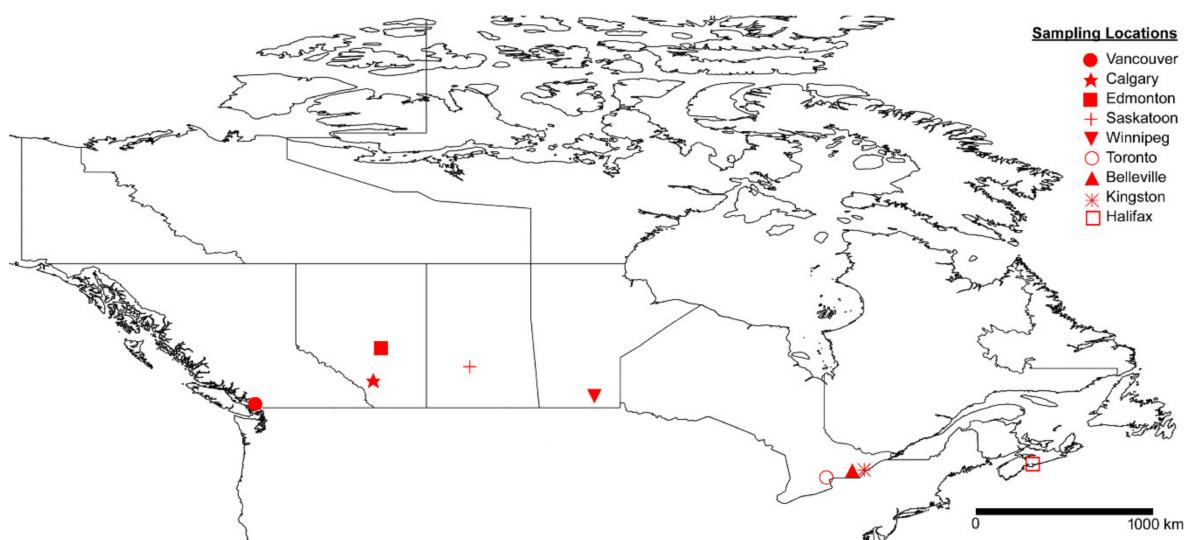 Sampling Locations
Vancouver
Calgary
Edmonton
Saskatoon
Winnipeg
Toronto
Belleville
Kingston
Halifax
0 1000 km